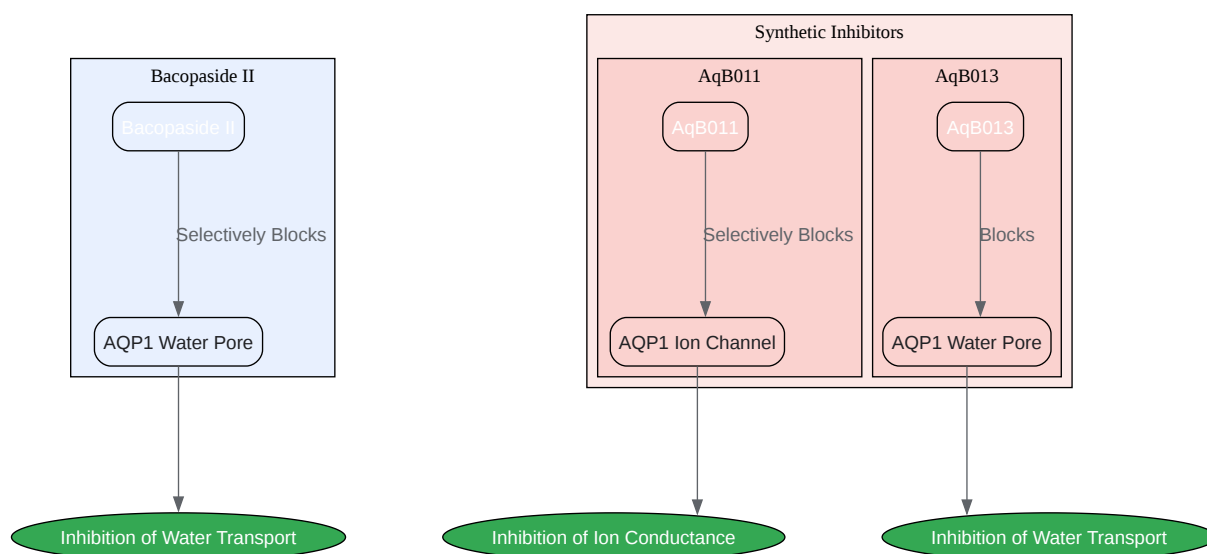 Synthetic Inhibitors
Bacopaside II
AqB011
AqB013
Bacopaside II
AqB011
AqB013
Selectively Blocks
Selectively Blocks
Blocks
AQP1 Water Pore
AQP1 Ion Channel
AQP1 Water Pore
Inhibition of Water Transport
Inhibition of Ion Conductance
Inhibition of Water Transport